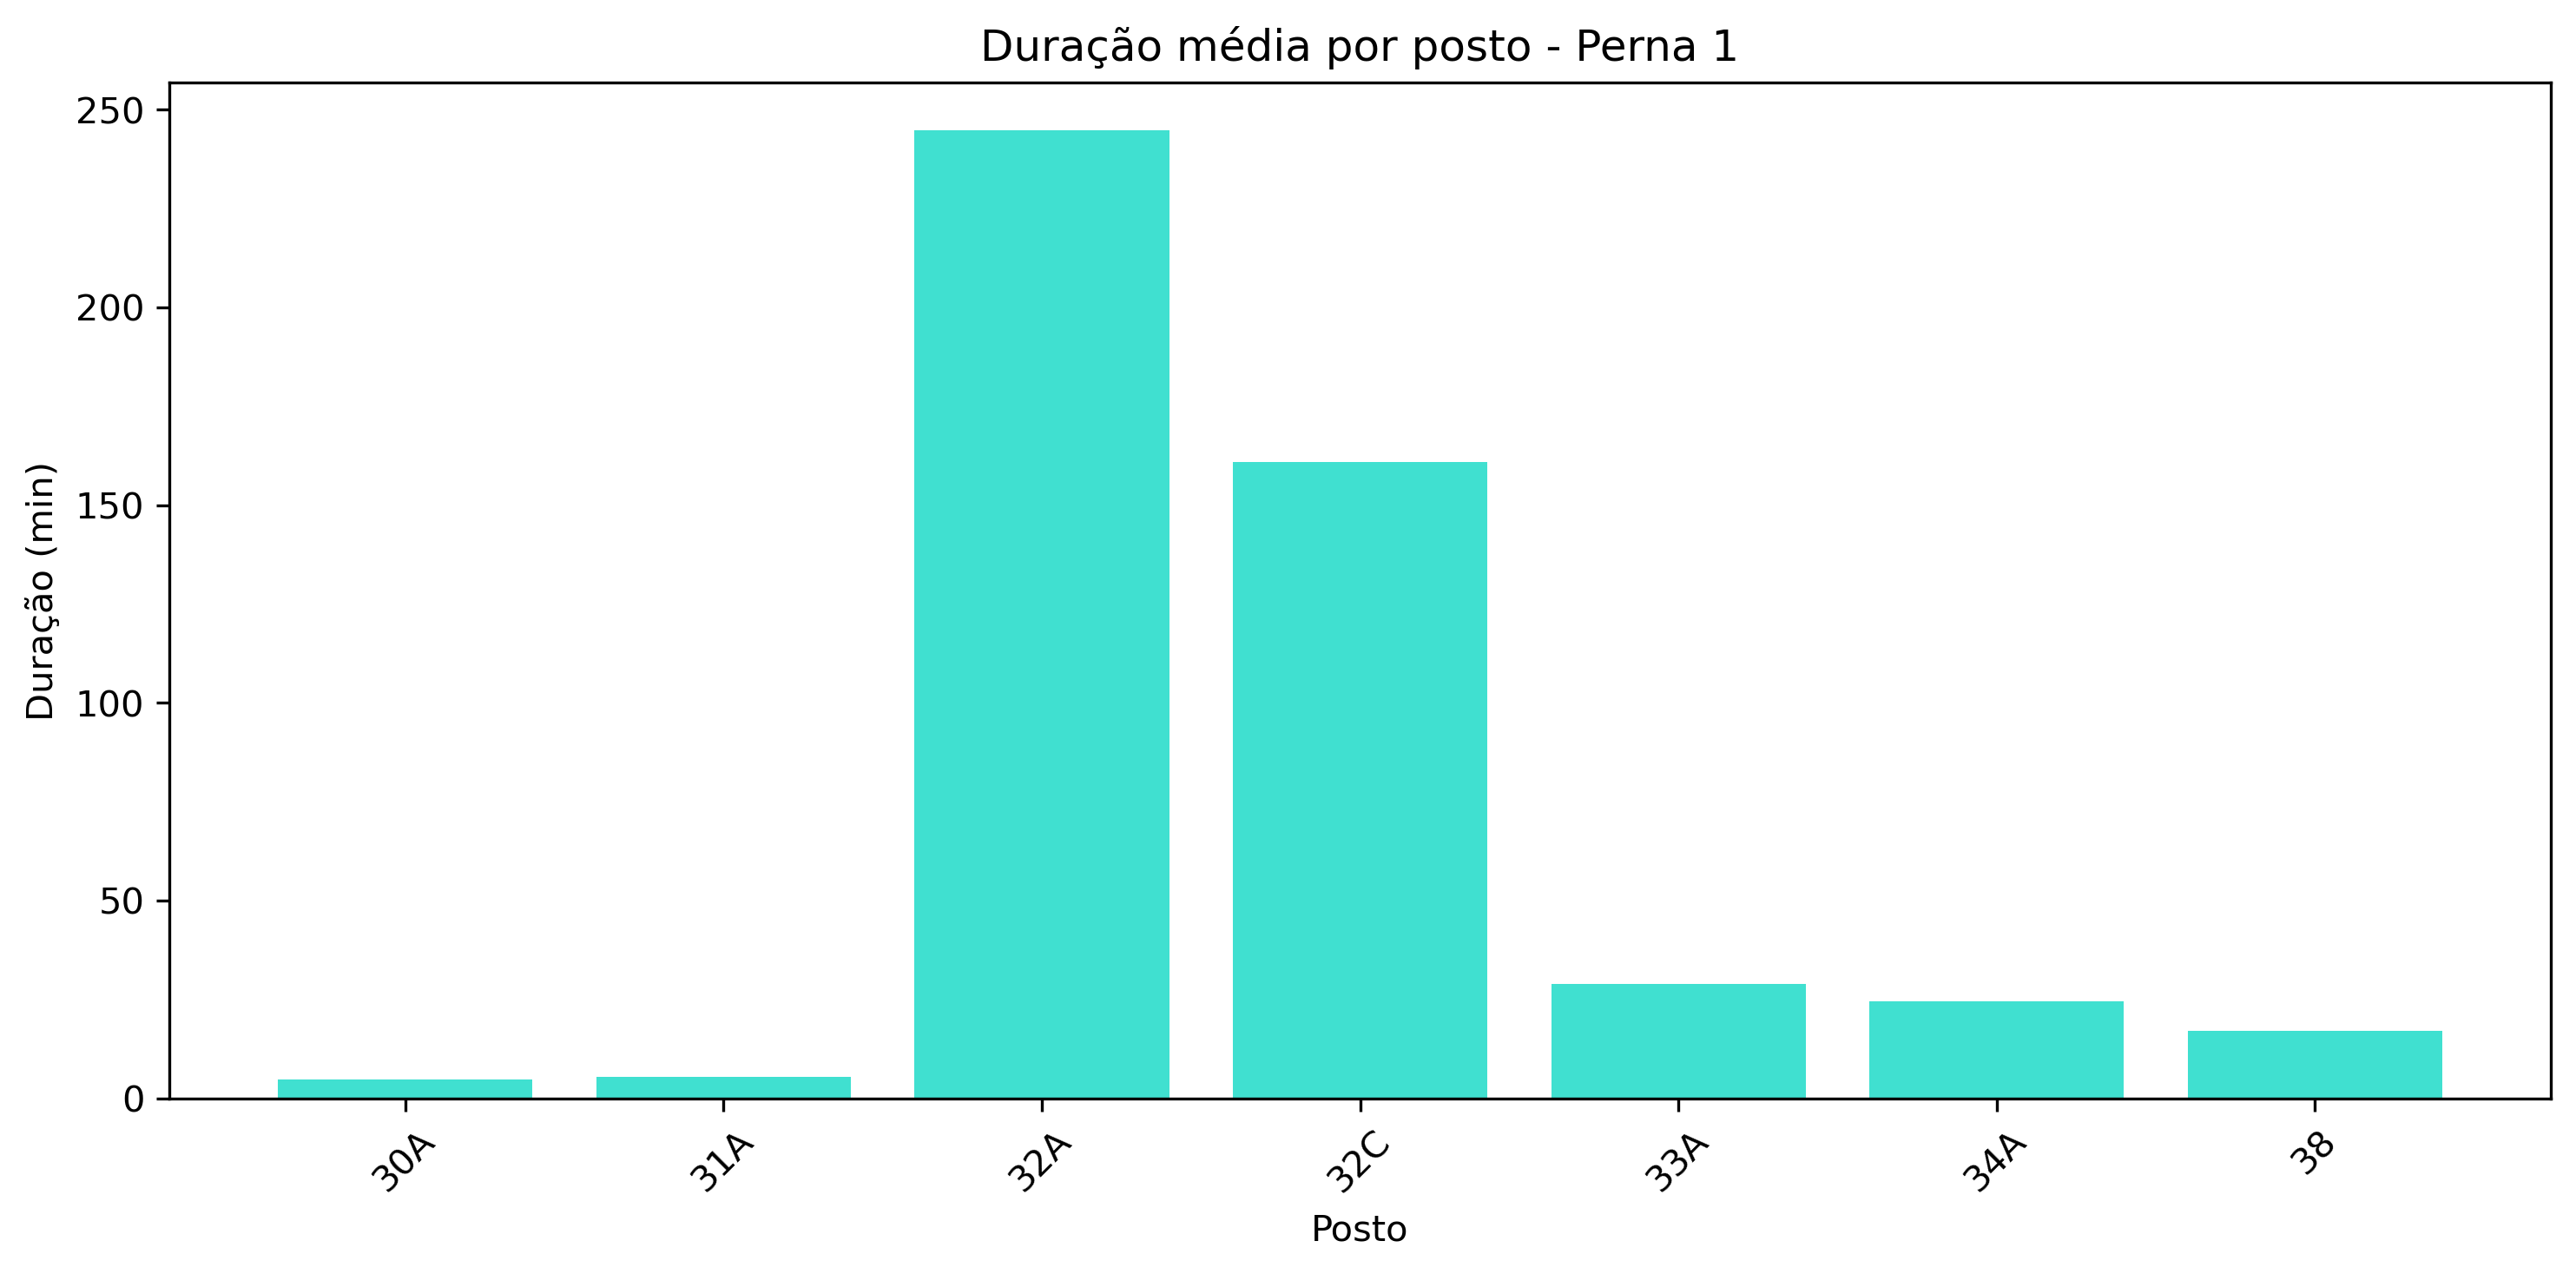 Duração média por posto - Perna 1
Duração (min)
250
200
150
100
50
0
30A
31A
32A
32C
33A
34A
38
Posto